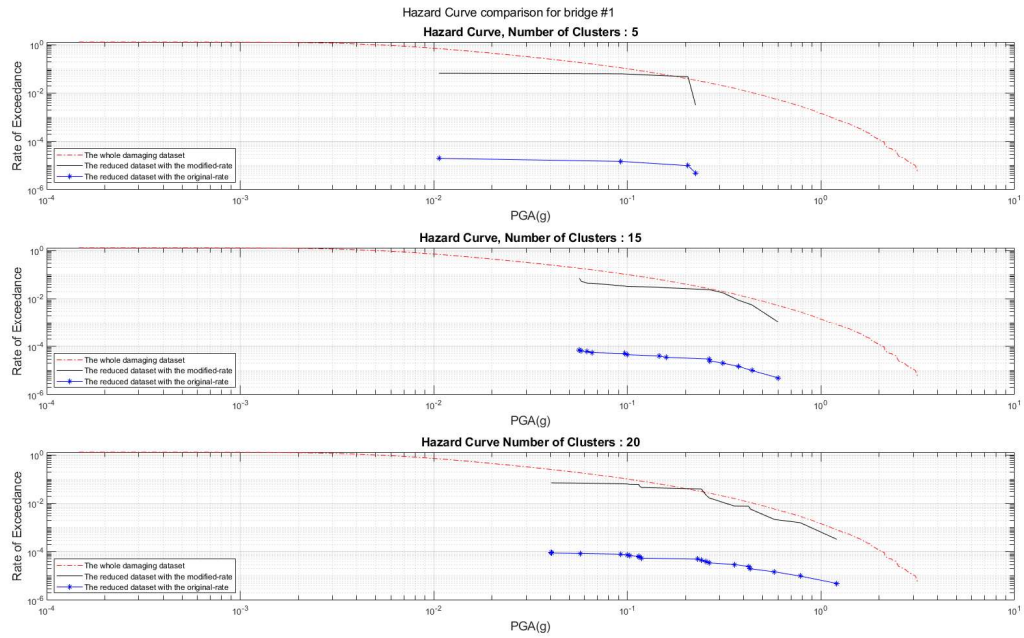 Hazard Curve comparison for bridge #1
Hazard Curve, Number of Clusters : 5
Rate of Exceedance
10^0
10^-2
10^-4
10^-6
The whole damaging dataset
The reduced dataset with the modified-rate
The reduced dataset with the original-rate
10^-4
10^-3
10^-2
10^-1
10^0
10^1
PGA(g)
Hazard Curve, Number of Clusters : 15
Rate of Exceedance
10^0
10^-2
10^-4
10^-6
The whole damaging dataset
The reduced dataset with the modified-rate
The reduced dataset with the original-rate
10^-4
10^-3
10^-2
10^-1
10^0
10^1
PGA(g)
Hazard Curve Number of Clusters : 20
Rate of Exceedance
10^0
10^-2
10^-4
10^-6
The whole damaging dataset
The reduced dataset with the modified-rate
The reduced dataset with the original-rate
10^-4
10^-3
10^-2
10^-1
10^0
10^1
PGA(g)